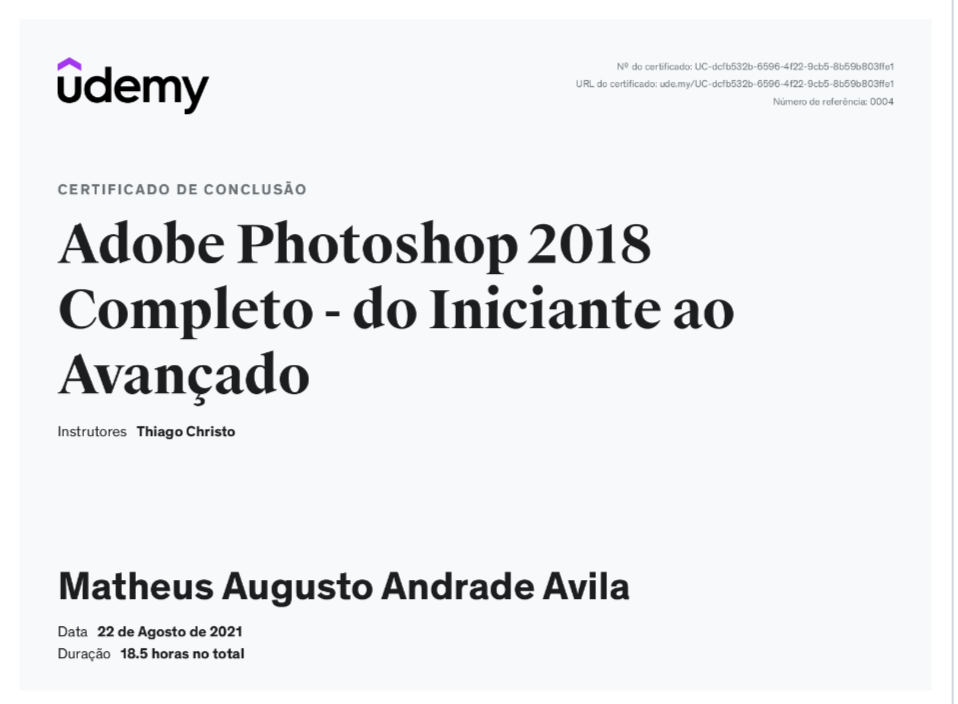 udemy
Nº do certificado: UC-dcfb532b-6596-4f22-9cb5-8b59b803ffe1
URL do certificado: ude.my/UC-dcfb532b-6596-4f22-9cb5-8b59b803ffe1
Número de referência: 0004
CERTIFICADO DE CONCLUSÃO
Adobe Photoshop 2018
Completo - do Iniciante ao
Avançado
Instrutores Thiago Christo
Matheus Augusto Andrade Avila
Data 22 de Agosto de 2021
Duração 18.5 horas no total